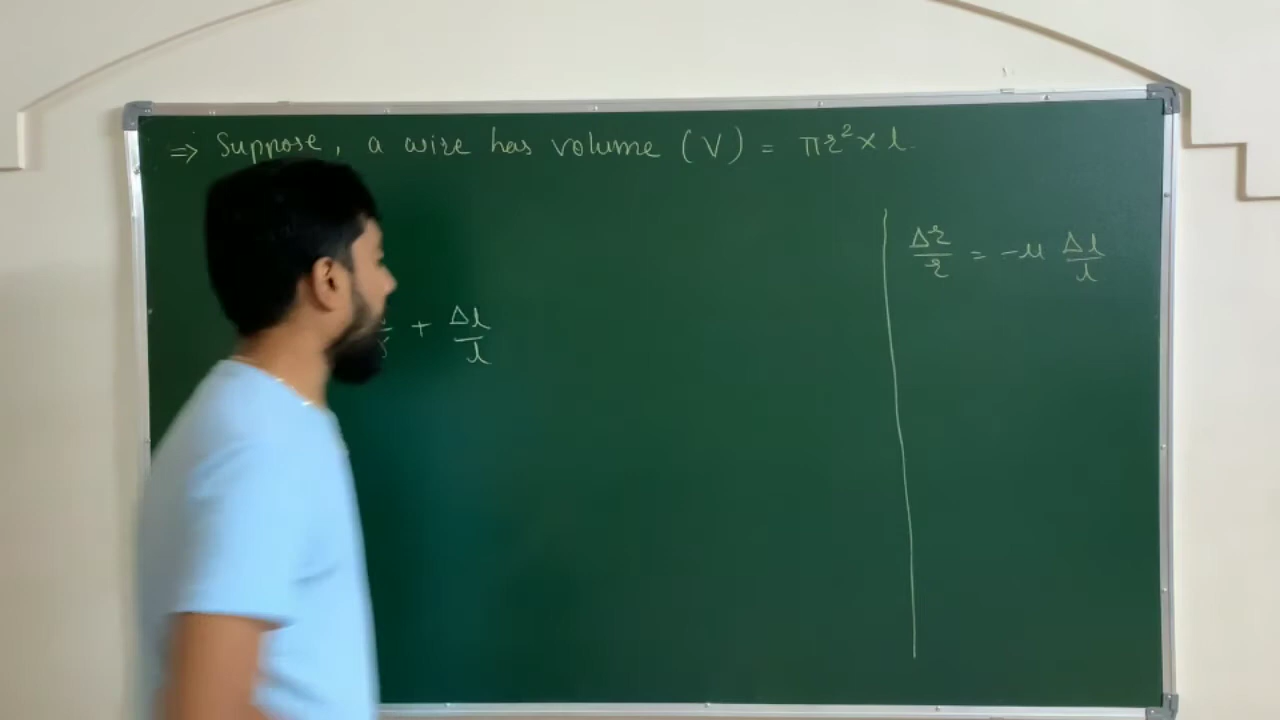 ⇒ Suppose, a wire has volume (V) = πr² × l.
Δr/r = -μ Δl/l
+ Δl/l